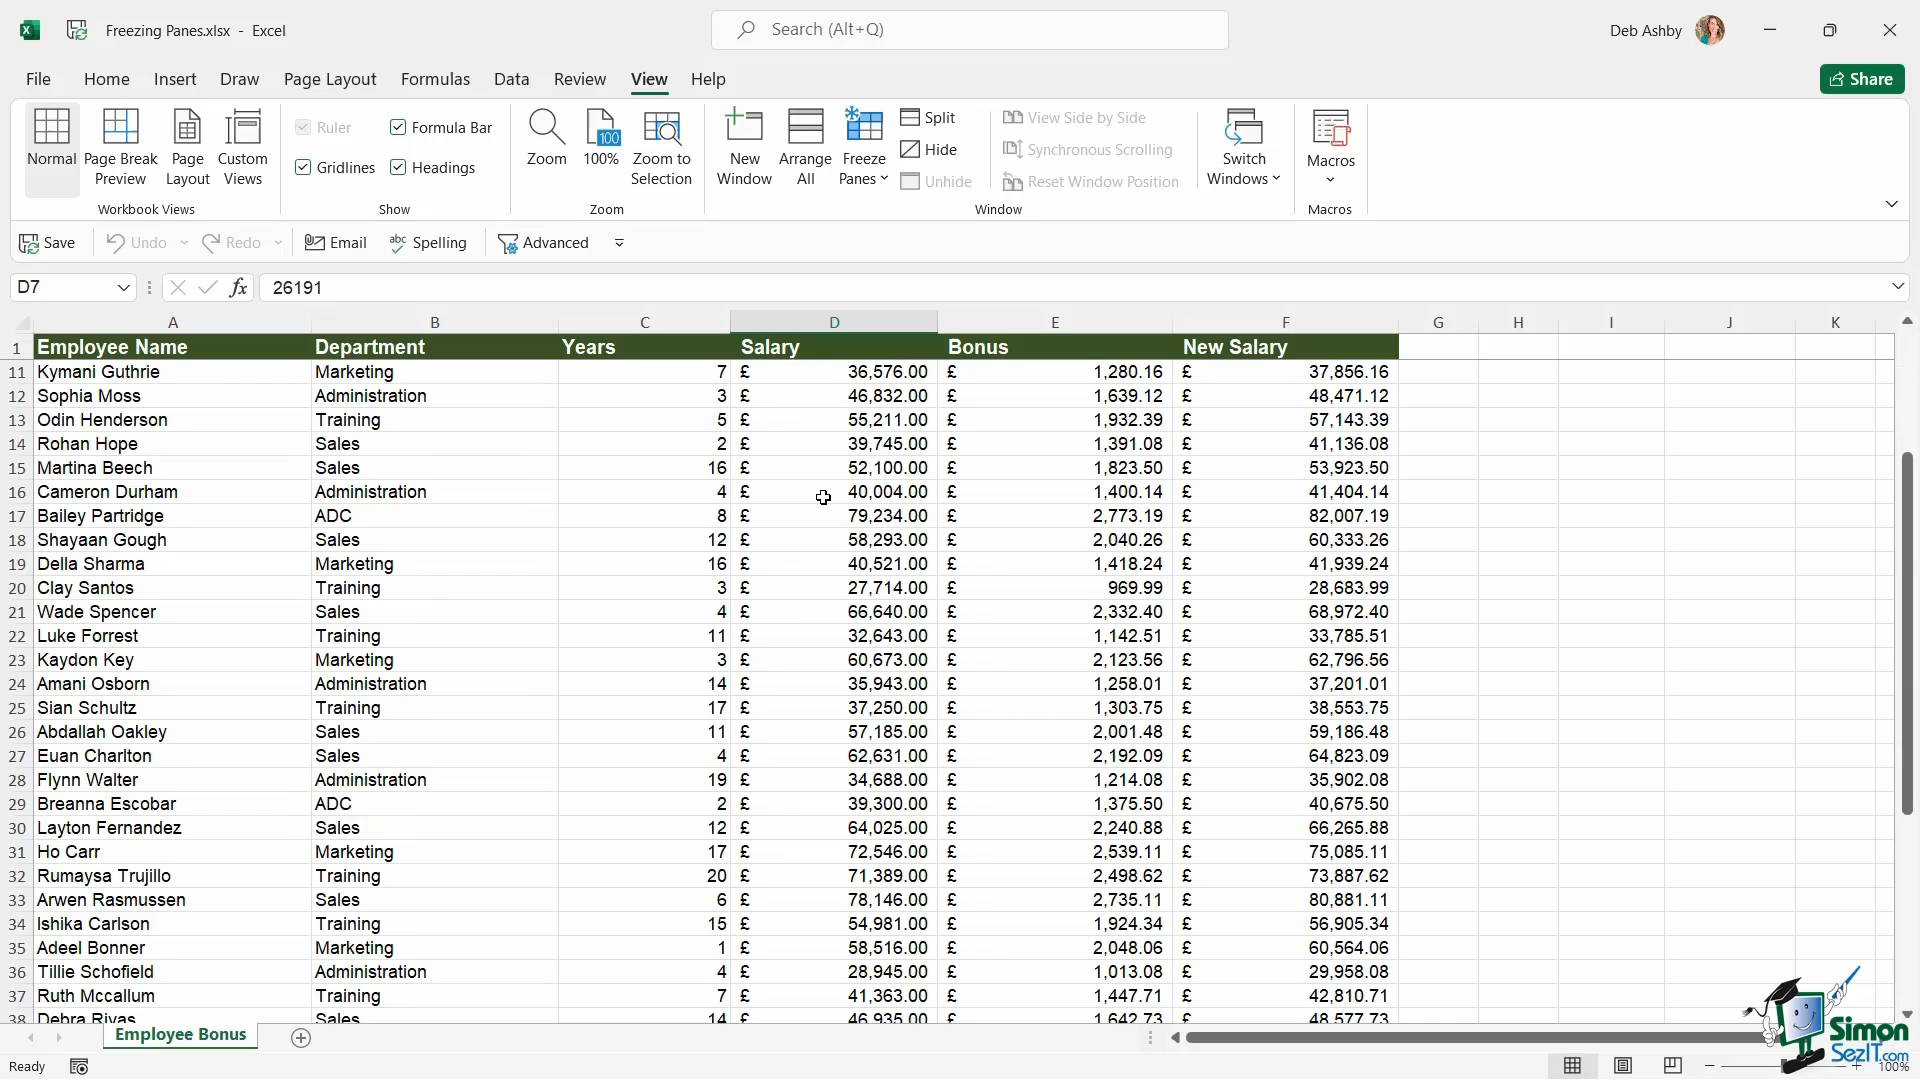 Freezing Panes.xlsx - Excel
Search (Alt+Q)
Deb Ashby
File Home Insert Draw Page Layout Formulas Data Review View Help
Share
Normal
Page Break Preview
Page Layout
Custom Views
Workbook Views
Ruler
Formula Bar
Gridlines
Headings
Show
Zoom
100
100%
Zoom to Selection
Zoom
New Window
Arrange All
Freeze Panes
Split
Hide
Unhide
View Side by Side
Synchronous Scrolling
Reset Window Position
Window
Switch Windows
Macros
Macros
Save Undo Redo Email abc Spelling Advanced
D7 fx 26191
A B C D E F G H I J K
1 Employee Name Department Years Salary Bonus New Salary
11 Kymani Guthrie Marketing 7 £ 36,576.00 £ 1,280.16 £ 37,856.16
12 Sophia Moss Administration 3 £ 46,832.00 £ 1,639.12 £ 48,471.12
13 Odin Henderson Training 5 £ 55,211.00 £ 1,932.39 £ 57,143.39
14 Rohan Hope Sales 2 £ 39,745.00 £ 1,391.08 £ 41,136.08
15 Martina Beech Sales 16 £ 52,100.00 £ 1,823.50 £ 53,923.50
16 Cameron Durham Administration 4 £ 40,004.00 £ 1,400.14 £ 41,404.14
17 Bailey Partridge ADC 8 £ 79,234.00 £ 2,773.19 £ 82,007.19
18 Shayaan Gough Sales 12 £ 58,293.00 £ 2,040.26 £ 60,333.26
19 Della Sharma Marketing 16 £ 40,521.00 £ 1,418.24 £ 41,939.24
20 Clay Santos Training 3 £ 27,714.00 £ 969.99 £ 28,683.99
21 Wade Spencer Sales 4 £ 66,640.00 £ 2,332.40 £ 68,972.40
22 Luke Forrest Training 11 £ 32,643.00 £ 1,142.51 £ 33,785.51
23 Kaydon Key Marketing 3 £ 60,673.00 £ 2,123.56 £ 62,796.56
24 Amani Osborn Administration 14 £ 35,943.00 £ 1,258.01 £ 37,201.01
25 Sian Schultz Training 17 £ 37,250.00 £ 1,303.75 £ 38,553.75
26 Abdallah Oakley Sales 11 £ 57,185.00 £ 2,001.48 £ 59,186.48
27 Euan Charlton Sales 4 £ 62,631.00 £ 2,192.09 £ 64,823.09
28 Flynn Walter Administration 19 £ 34,688.00 £ 1,214.08 £ 35,902.08
29 Breanna Escobar ADC 2 £ 39,300.00 £ 1,375.50 £ 40,675.50
30 Layton Fernandez Sales 12 £ 64,025.00 £ 2,240.88 £ 66,265.88
31 Ho Carr Marketing 17 £ 72,546.00 £ 2,539.11 £ 75,085.11
32 Rumaysa Trujillo Training 20 £ 71,389.00 £ 2,498.62 £ 73,887.62
33 Arwen Rasmussen Sales 6 £ 78,146.00 £ 2,735.11 £ 80,881.11
34 Ishika Carlson Training 15 £ 54,981.00 £ 1,924.34 £ 56,905.34
35 Adeel Bonner Marketing 1 £ 58,516.00 £ 2,048.06 £ 60,564.06
36 Tillie Schofield Administration 4 £ 28,945.00 £ 1,013.08 £ 29,958.08
37 Ruth Mccallum Training 7 £ 41,363.00 £ 1,447.71 £ 42,810.71
38 Debra Rivas Sales 14 £ 46,935.00 £ 1,642.73 £ 48,577.73
Employee Bonus
Simon
SezIT.com
Ready 100%